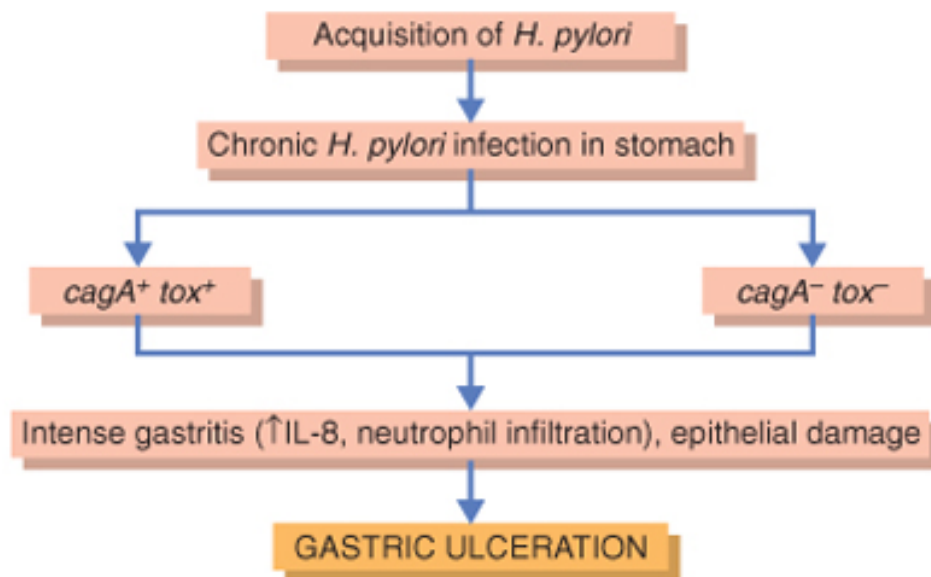 Acquisition of H. pylori
Chronic H. pylori infection in stomach
cagA⁺ tox⁺
cagA⁻ tox⁻
Intense gastritis (↑IL-8, neutrophil infiltration), epithelial damage
GASTRIC ULCERATION